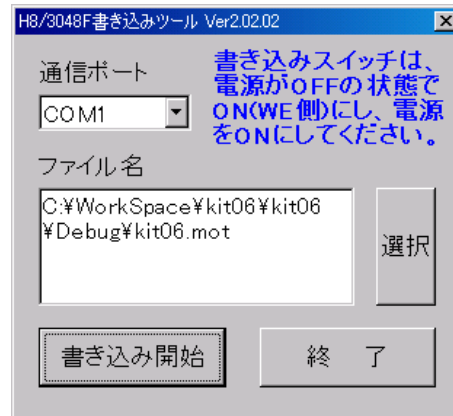 H8/3048F書き込みツール Ver2.02.02
通信ポート
COM1
書き込みスイッチは、
電源がOFFの状態で
ON(WE側)にし、電源
をONにしてください。
ファイル名
C:¥WorkSpace¥kit06¥kit06
¥Debug¥kit06.mot
選択
書き込み開始
終 了